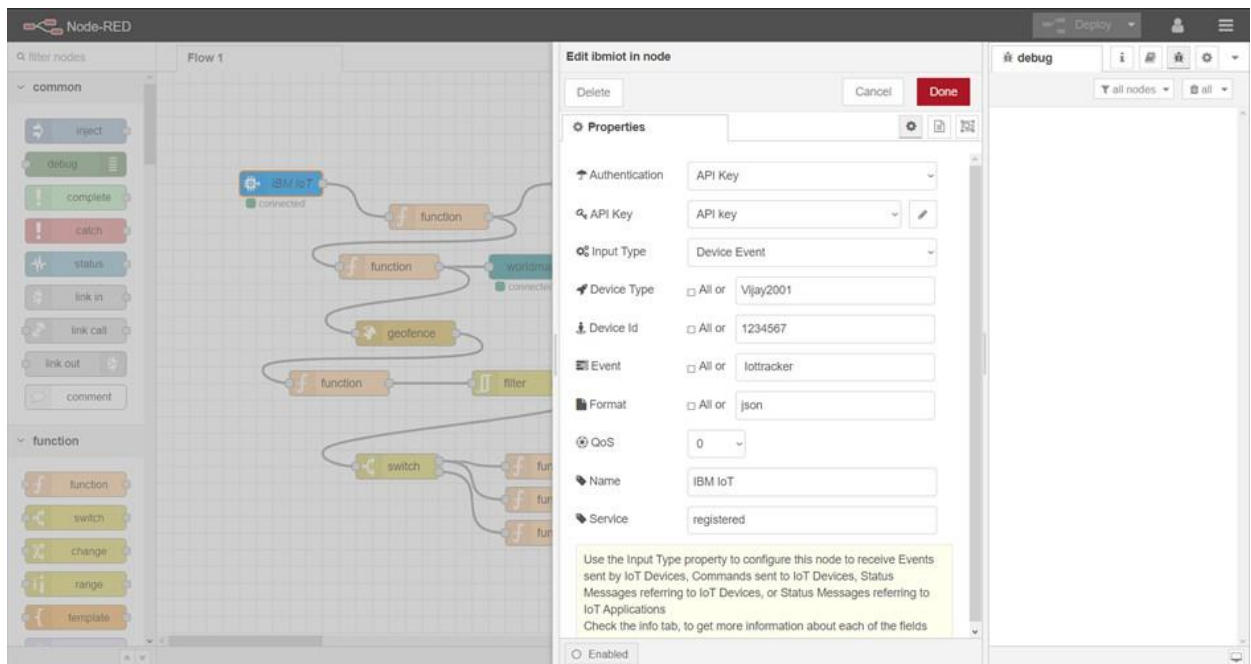 Node-RED
Deploy
filter nodes
common
inject
debug
complete
catch
status
link in
link call
link out
comment
function
function
switch
change
range
template
Flow 1
IBM IoT
connected
function
function
worldma
connected
geofence
function
filter
switch
fun
fun
fun
Edit ibmiot in node
Delete
Cancel
Done
Properties
Authentication
API Key
API Key
API key
Input Type
Device Event
Device Type
All or
Vijay2001
Device Id
All or
1234567
Event
All or
Iottracker
Format
All or
json
QoS
0
Name
IBM IoT
Service
registered
Use the Input Type property to configure this node to receive Events
sent by IoT Devices, Commands sent to IoT Devices, Status
Messages referring to IoT Devices, or Status Messages referring to
IoT Applications
Check the info tab, to get more information about each of the fields
Enabled
debug
i
all nodes
all